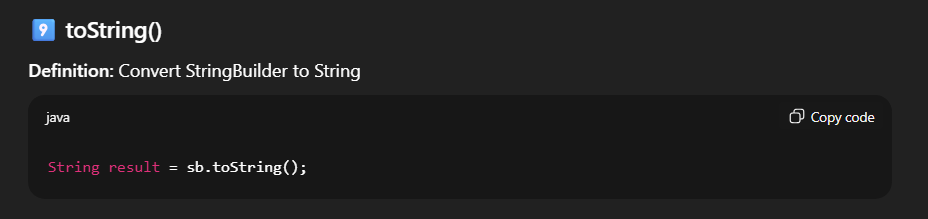 9️⃣ toString()
Definition: Convert StringBuilder to String
java
Copy code
String result = sb.toString();